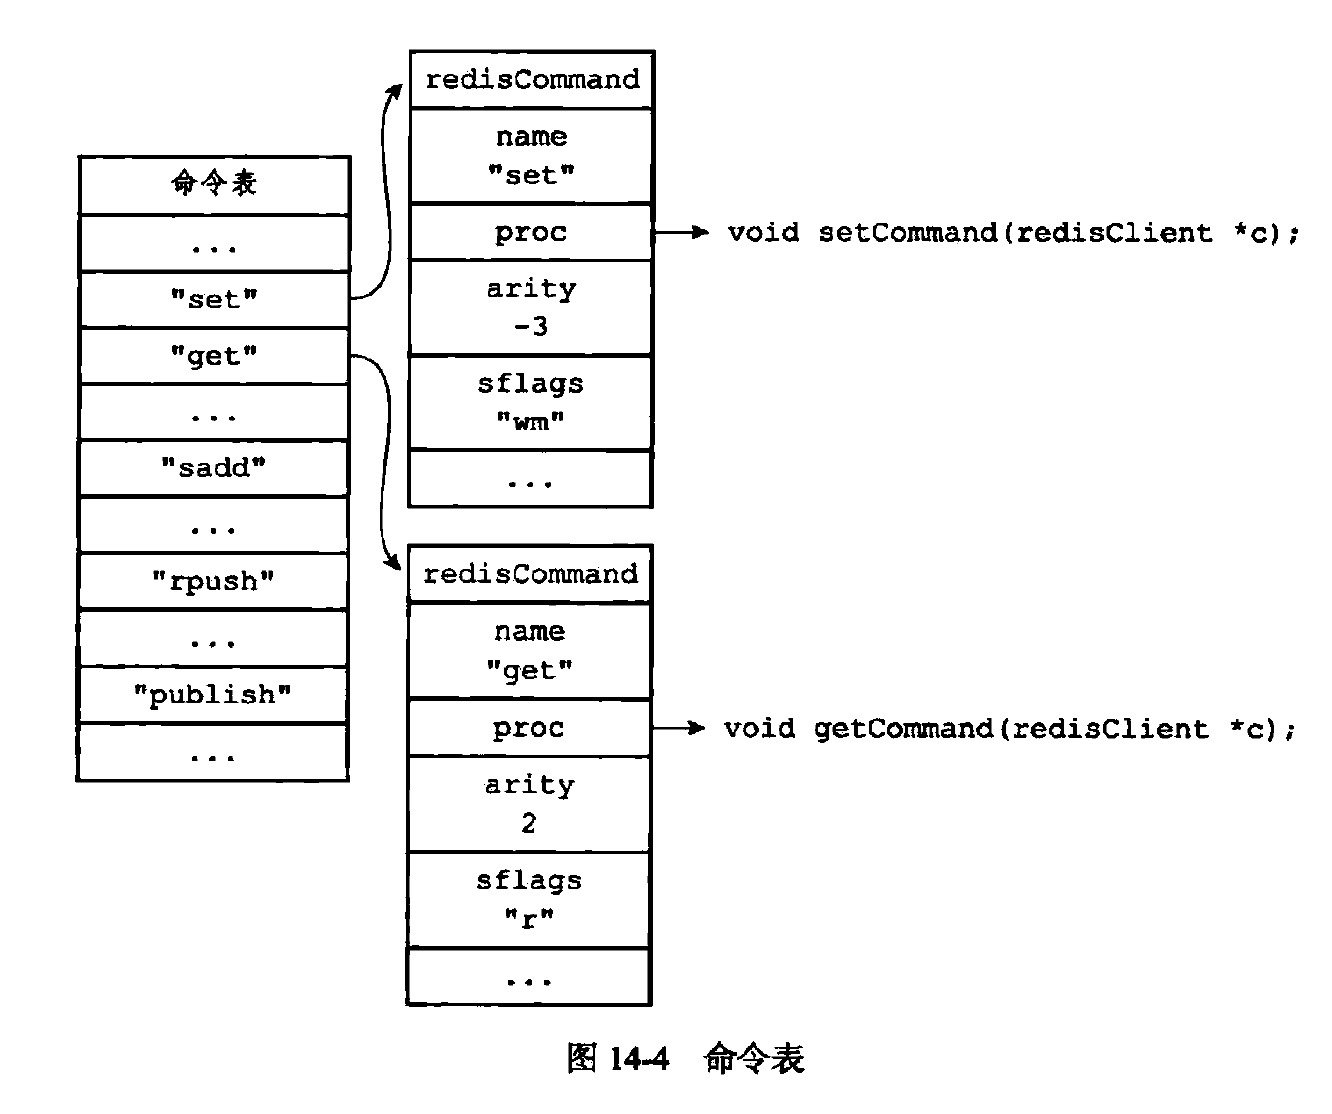 命令表
...
"set"
"get"
...
"sadd"
...
"rpush"
...
"publish"
...
redisCommand
name
"set"
proc
void setCommand(redisClient *c);
arity
-3
sflags
"wm"
...
redisCommand
name
"get"
proc
void getCommand(redisClient *c);
arity
2
sflags
"r"
...
图 14-4 命令表